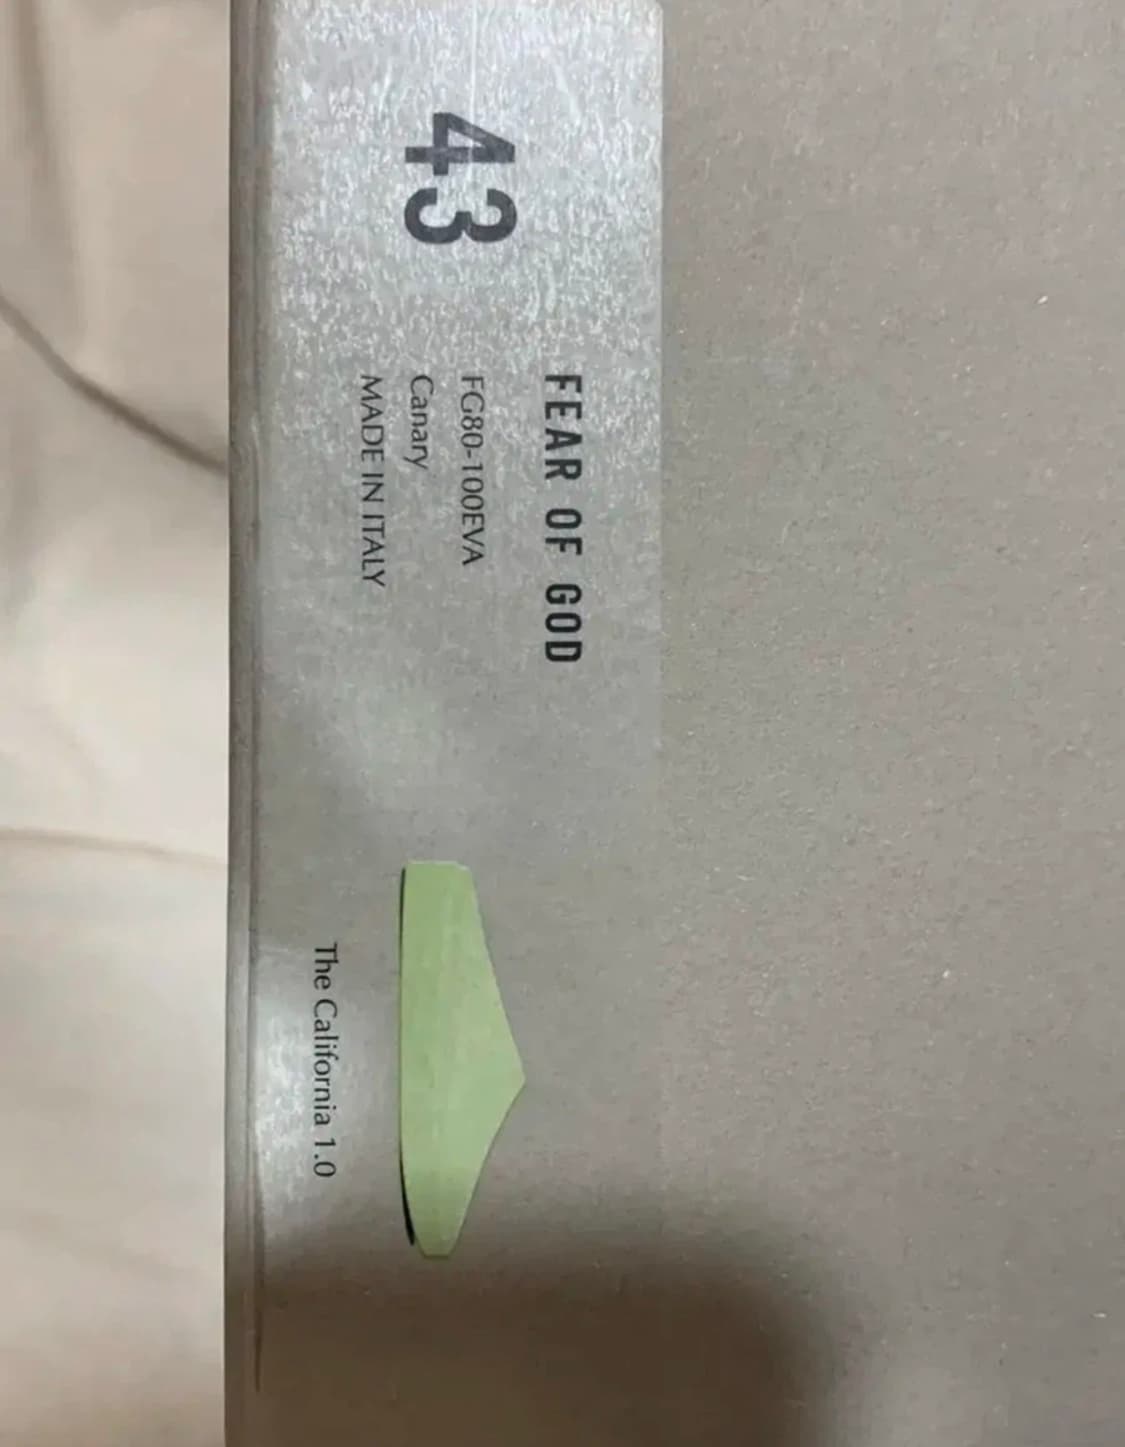 43
FEAR OF GOD
FG80-100EVA
Canary
MADE IN ITALY
The California 1.0